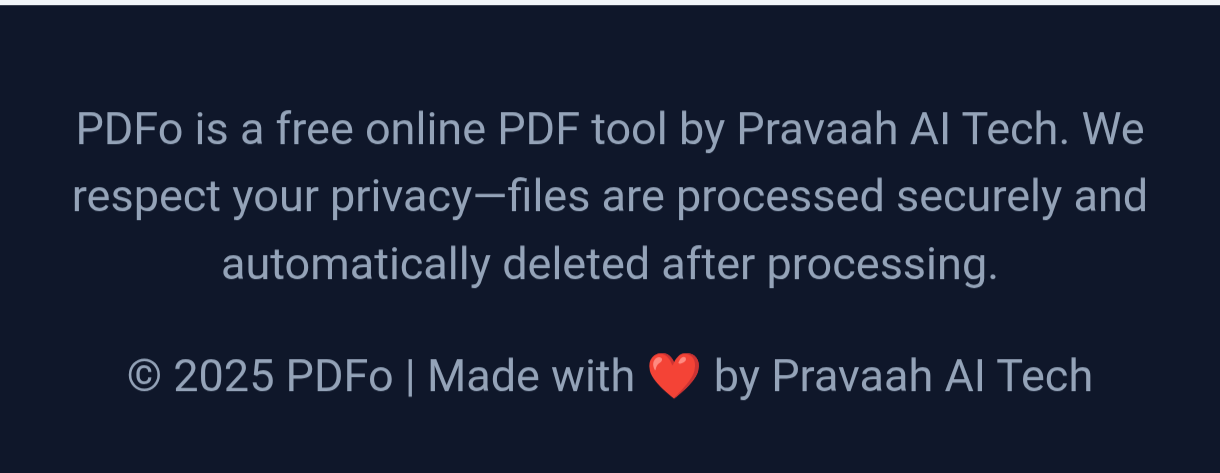 PDFo is a free online PDF tool by Pravaah AI Tech. We
respect your privacy—files are processed securely and
automatically deleted after processing.
© 2025 PDFo | Made with ❤️ by Pravaah AI Tech